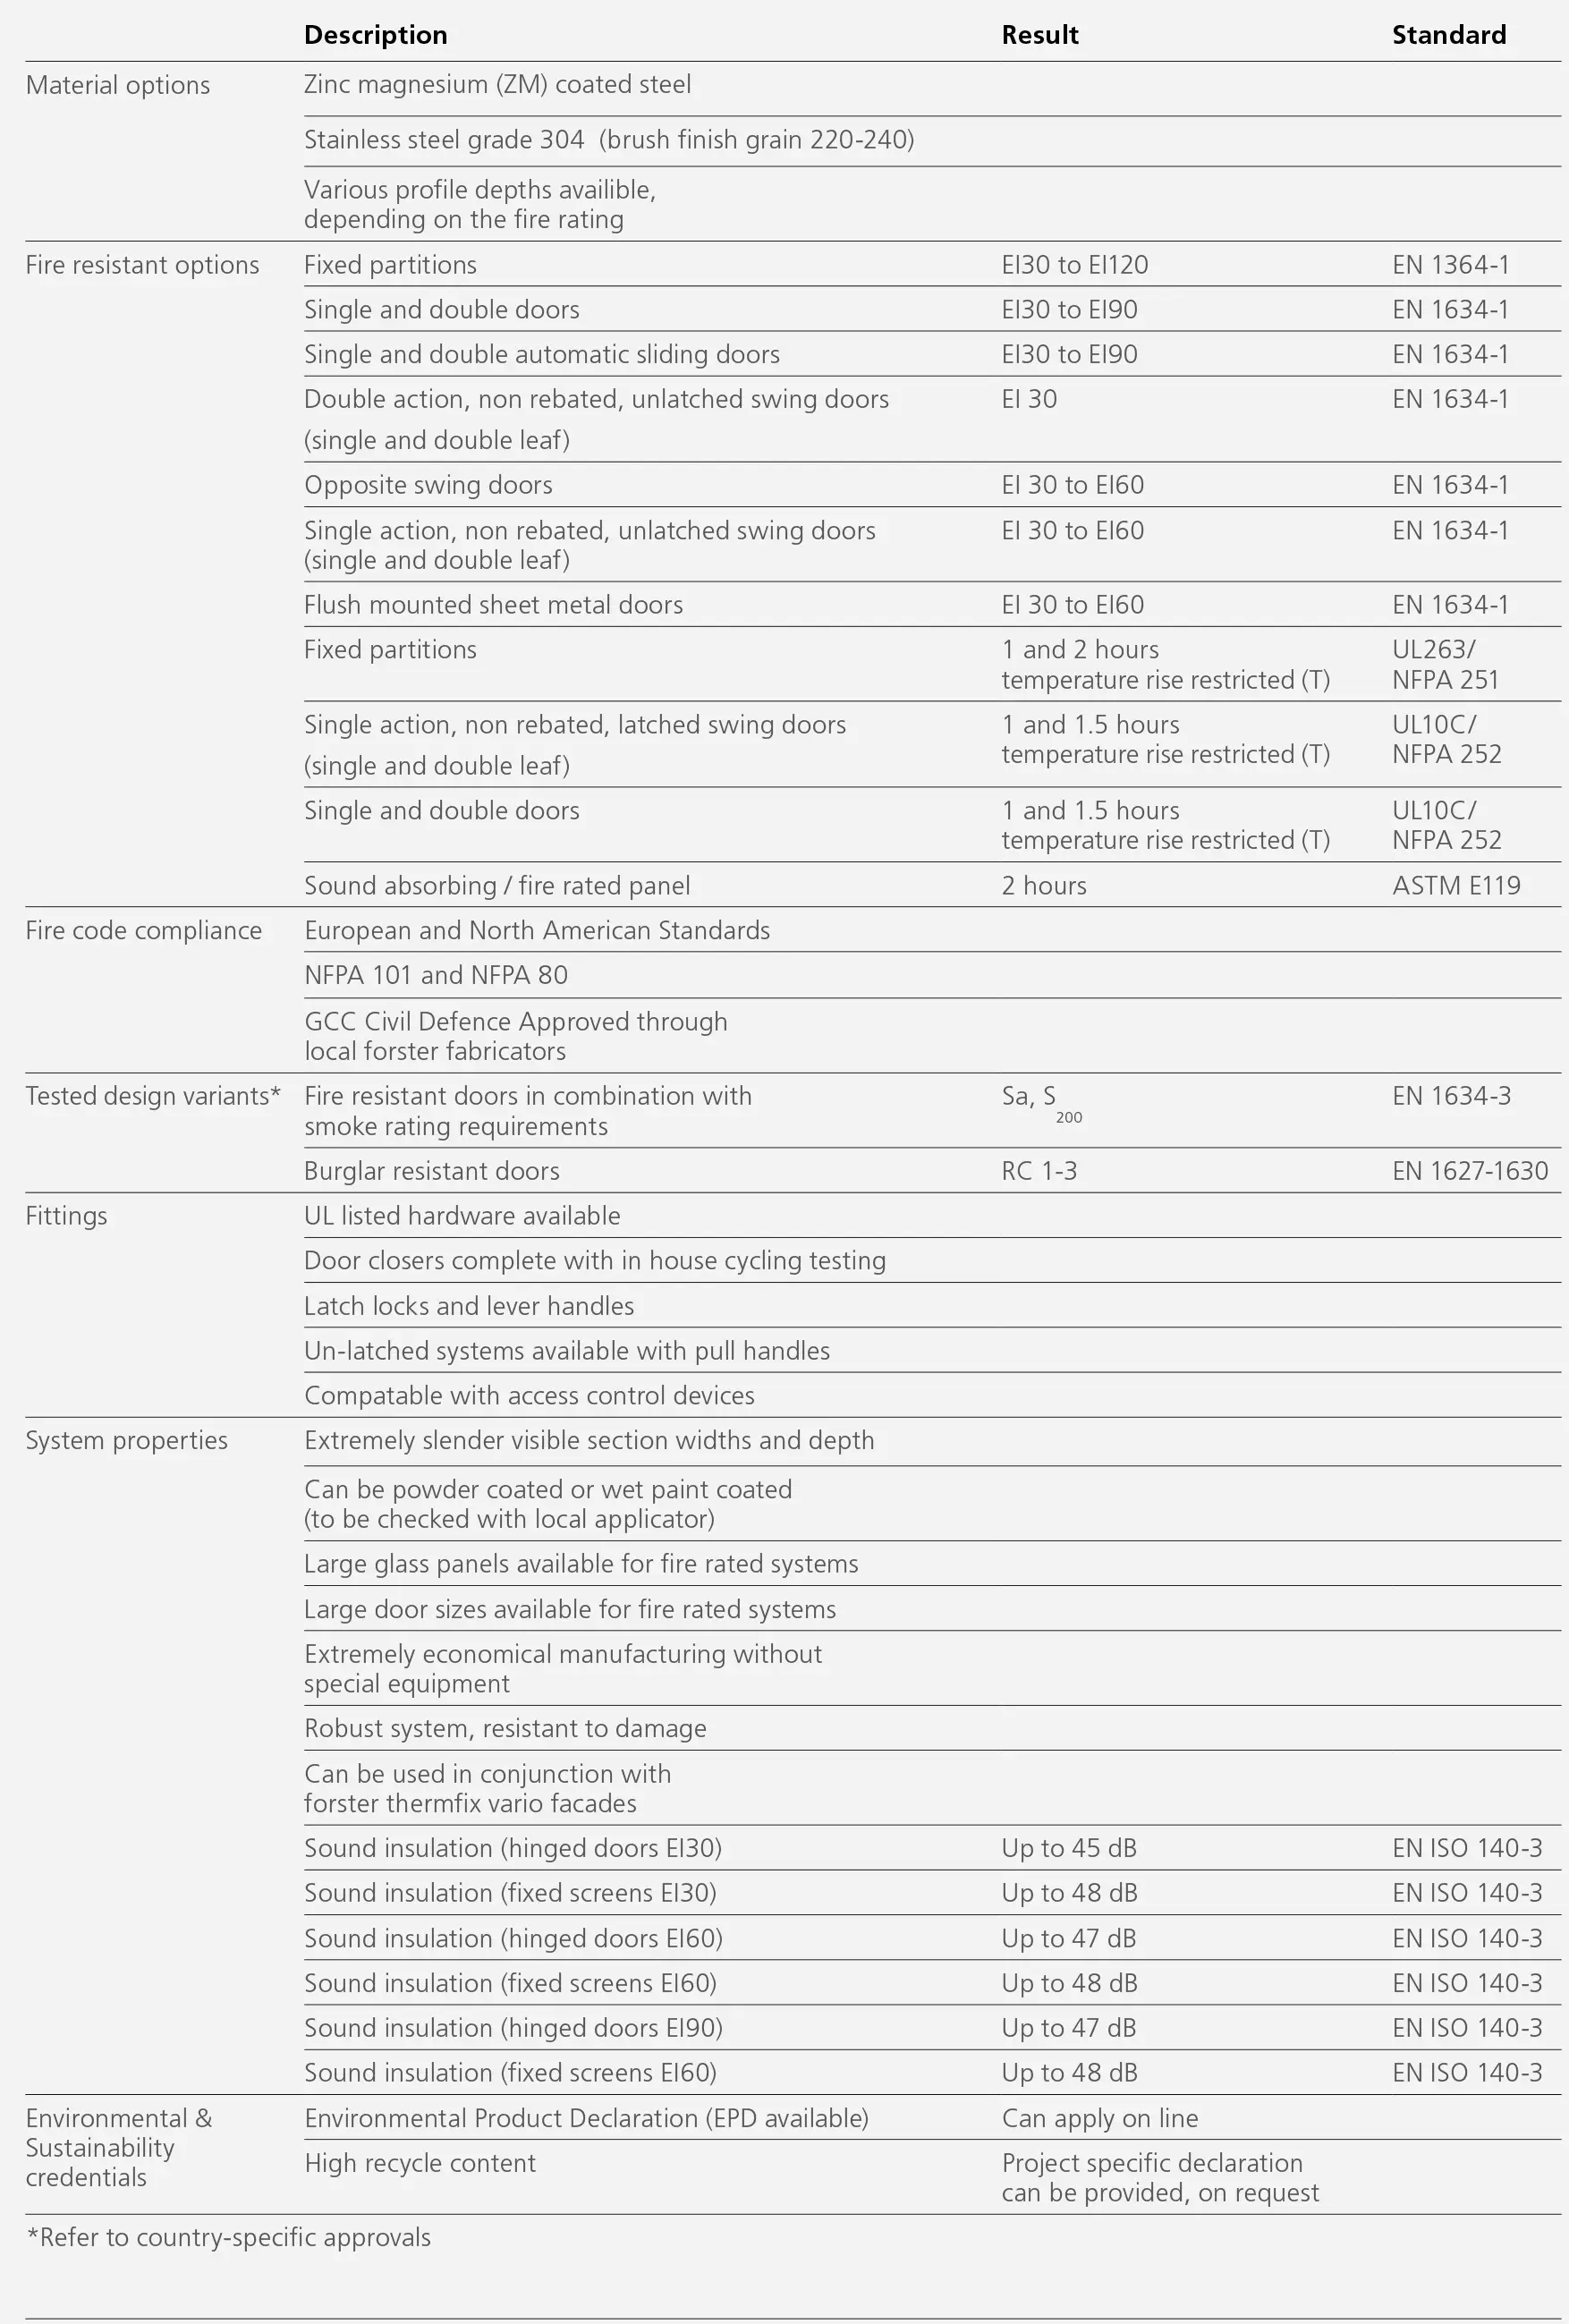 Description Result Standard
Material options Zinc magnesium (ZM) coated steel
Stainless steel grade 304 (brush finish grain 220-240)
Various profile depths availible,
depending on the fire rating
Fire resistant options Fixed partitions EI30 to EI120 EN 1364-1
Single and double doors EI30 to EI90 EN 1634-1
Single and double automatic sliding doors EI30 to EI90 EN 1634-1
Double action, non rebated, unlatched swing doors EI 30 EN 1634-1
(single and double leaf)
Opposite swing doors EI 30 to EI60 EN 1634-1
Single action, non rebated, unlatched swing doors EI 30 to EI60 EN 1634-1
(single and double leaf)
Flush mounted sheet metal doors EI 30 to EI60 EN 1634-1
Fixed partitions 1 and 2 hours UL263/
temperature rise restricted (T) NFPA 251
Single action, non rebated, latched swing doors 1 and 1.5 hours UL10C/
(single and double leaf) temperature rise restricted (T) NFPA 252
Single and double doors 1 and 1.5 hours UL10C/
temperature rise restricted (T) NFPA 252
Sound absorbing / fire rated panel 2 hours ASTM E119
Fire code compliance European and North American Standards
NFPA 101 and NFPA 80
GCC Civil Defence Approved through
local forster fabricators
Tested design variants* Fire resistant doors in combination with Sa, S200 EN 1634-3
smoke rating requirements
Burglar resistant doors RC 1-3 EN 1627-1630
Fittings UL listed hardware available
Door closers complete with in house cycling testing
Latch locks and lever handles
Un-latched systems available with pull handles
Compatable with access control devices
System properties Extremely slender visible section widths and depth
Can be powder coated or wet paint coated
(to be checked with local applicator)
Large glass panels available for fire rated systems
Large door sizes available for fire rated systems
Extremely economical manufacturing without
special equipment
Robust system, resistant to damage
Can be used in conjunction with
forster thermfix vario facades
Sound insulation (hinged doors EI30) Up to 45 dB EN ISO 140-3
Sound insulation (fixed screens EI30) Up to 48 dB EN ISO 140-3
Sound insulation (hinged doors EI60) Up to 47 dB EN ISO 140-3
Sound insulation (fixed screens EI60) Up to 48 dB EN ISO 140-3
Sound insulation (hinged doors EI90) Up to 47 dB EN ISO 140-3
Sound insulation (fixed screens EI60) Up to 48 dB EN ISO 140-3
Environmental & Environmental Product Declaration (EPD available) Can apply on line
Sustainability High recycle content Project specific declaration
credentials can be provided, on request
*Refer to country-specific approvals